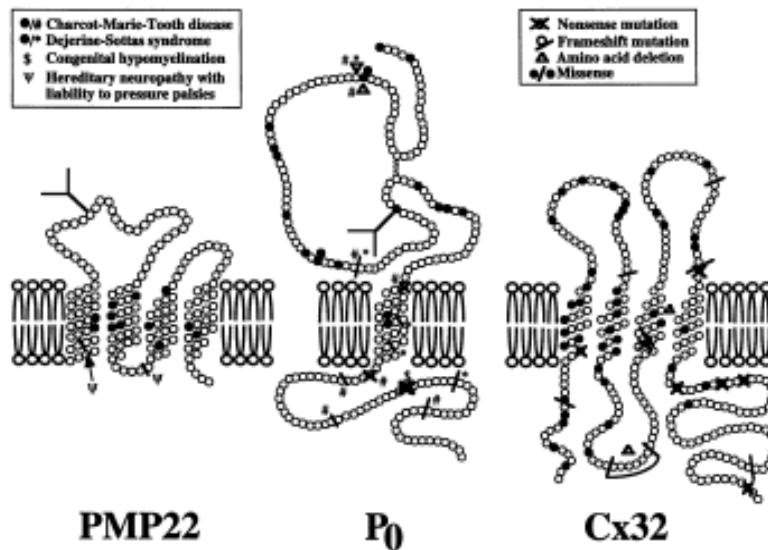 ●/# Charcot-Marie-Tooth disease
●/* Dejerine-Sottas syndrome
$ Congenital hypomyelination
Ψ Hereditary neuropathy with
liability to pressure palsies
Nonsense mutation
Frameshift mutation
Amino acid deletion
●/● Missense
PMP22
P0
Cx32